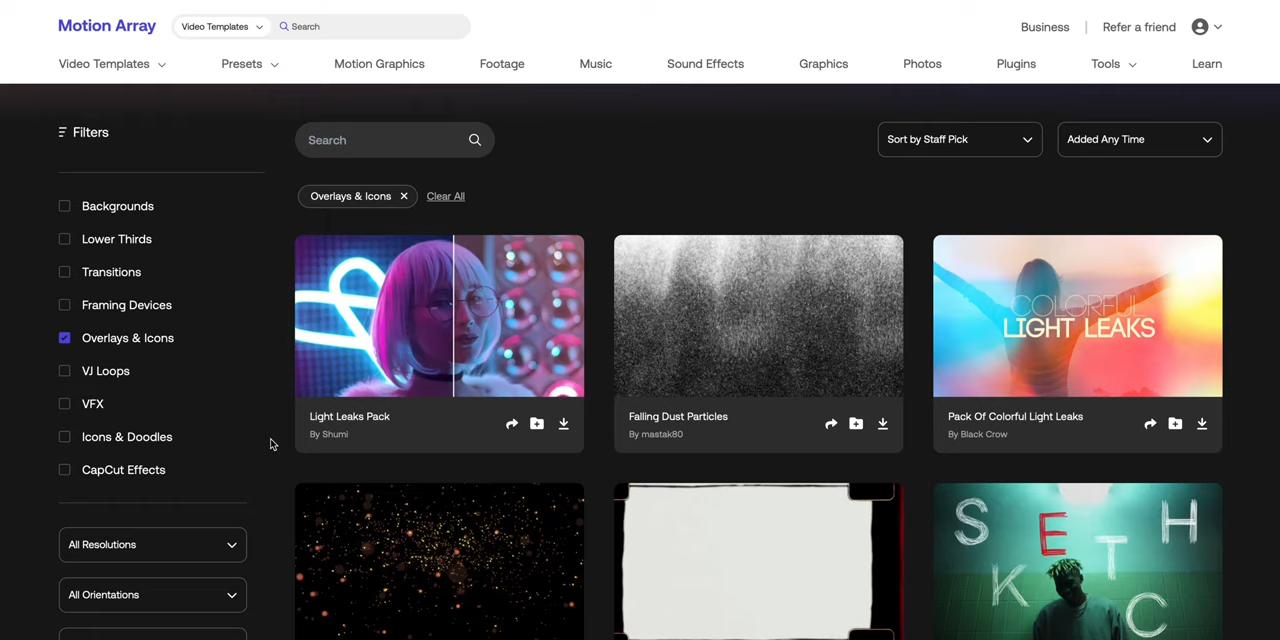 Motion Array
Video Templates
Search
Business
Refer a friend
Video Templates
Presets
Motion Graphics
Footage
Music
Sound Effects
Graphics
Photos
Plugins
Tools
Learn
Filters
Search
Sort by Staff Pick
Added Any Time
Overlays & Icons
Clear All
Backgrounds
Lower Thirds
Transitions
Framing Devices
Overlays & Icons
VJ Loops
VFX
Icons & Doodles
CapCut Effects
All Resolutions
All Orientations
COLORFUL
LIGHT LEAKS
Light Leaks Pack
By Shumi
Falling Dust Particles
By mastak80
Pack Of Colorful Light Leaks
By Black Crow
S E T H
K C